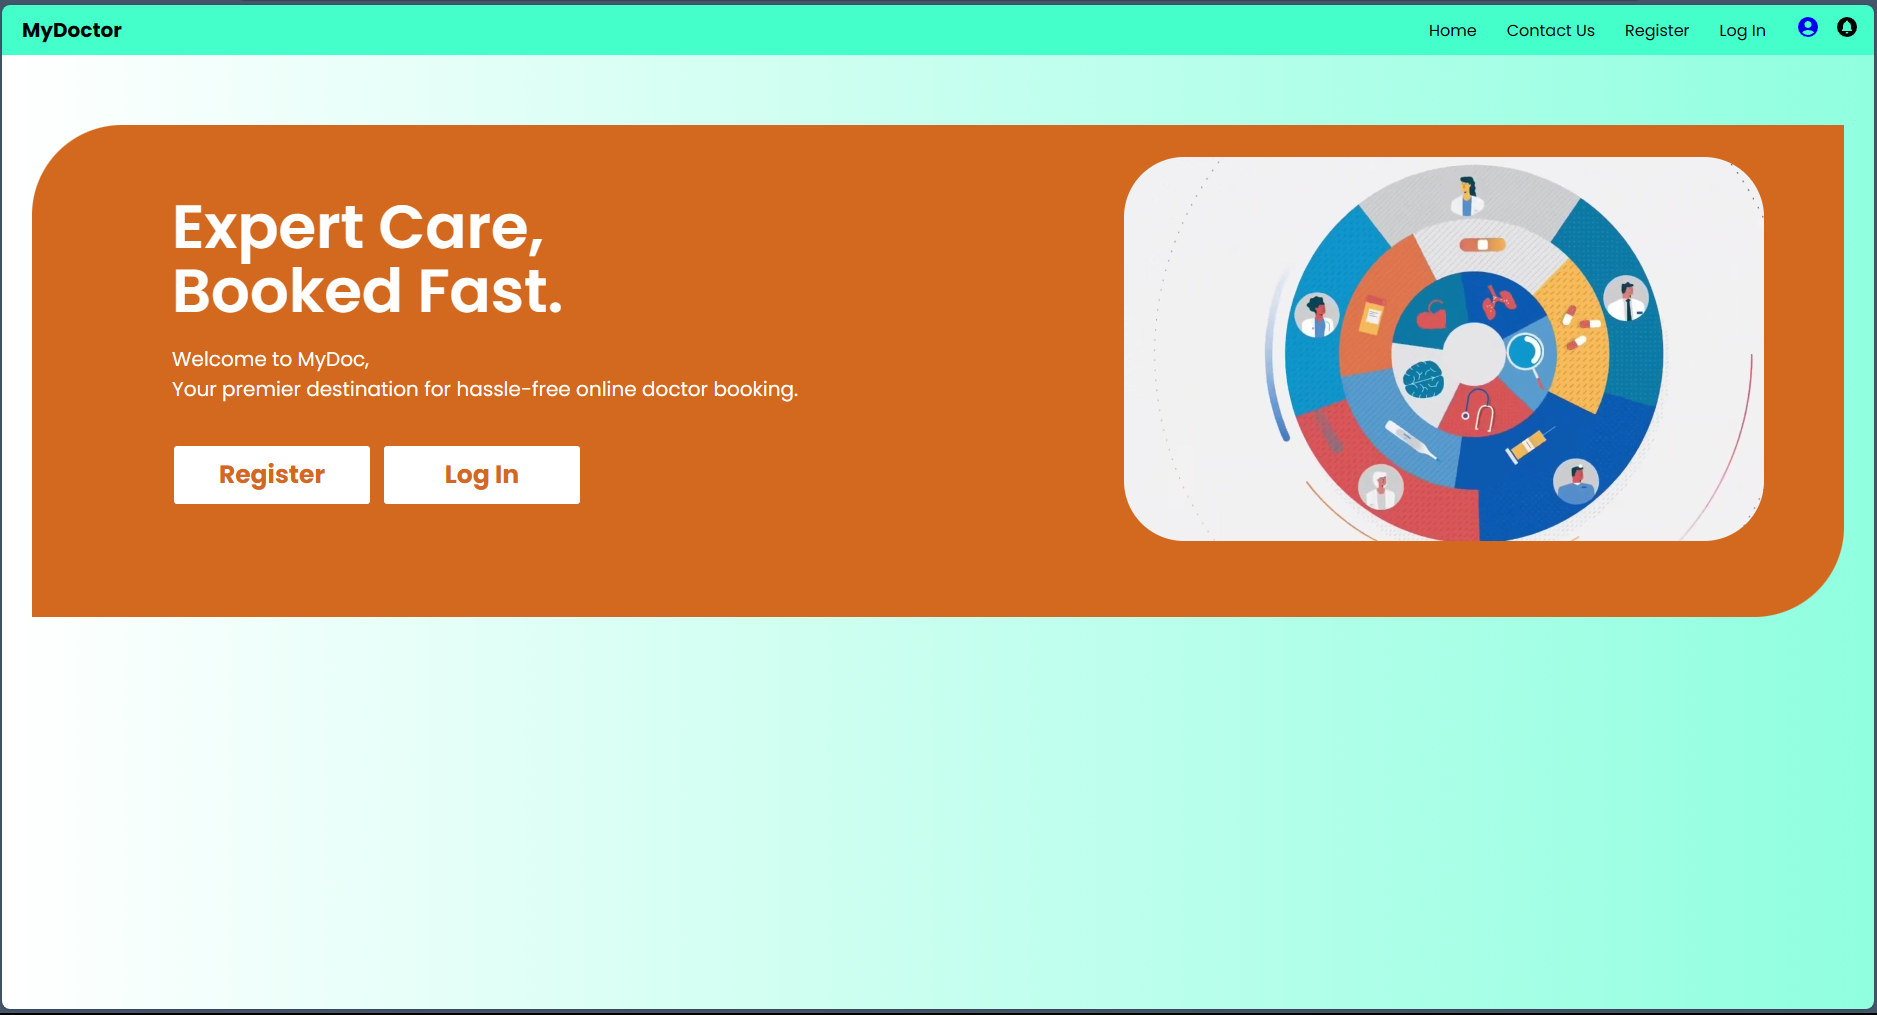 MyDoctor
Home
Contact Us
Register
Log In
Expert Care,
Booked Fast.
Welcome to MyDoc,
Your premier destination for hassle-free online doctor booking.
Register
Log In